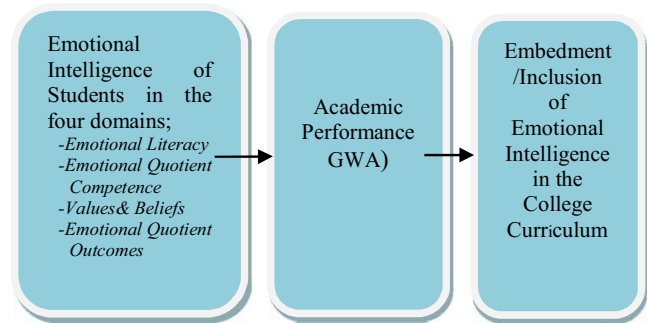 Emotional
Intelligence of
Students in the
four domains;
-Emotional Literacy
-Emotional Quotient
Competence
-Values& Beliefs
-Emotional Quotient
Outcomes
Academic
Performance
GWA)
Embedment
/Inclusion
of
Emotional
Intelligence
in the
College
Curriculum